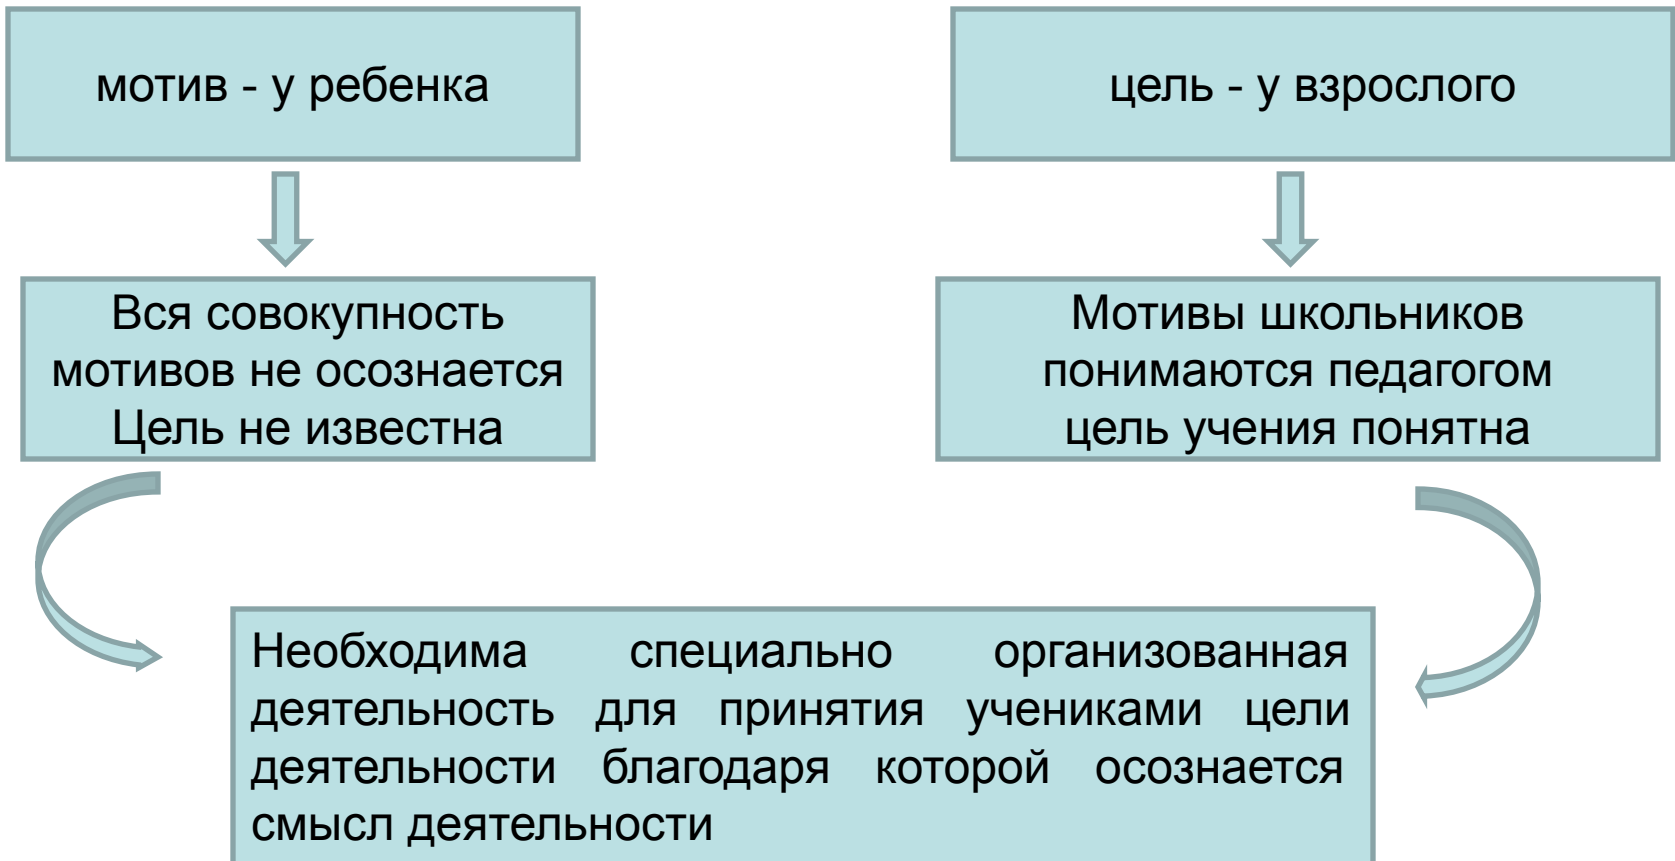 мотив - у ребенка
цель - у взрослого
Вся совокупность
мотивов не осознается
Цель не известна
Мотивы школьников
понимаются педагогом
цель учения понятна
Необходима специально организованная
деятельность для принятия учениками цели
деятельности благодаря которой осознается
смысл деятельности